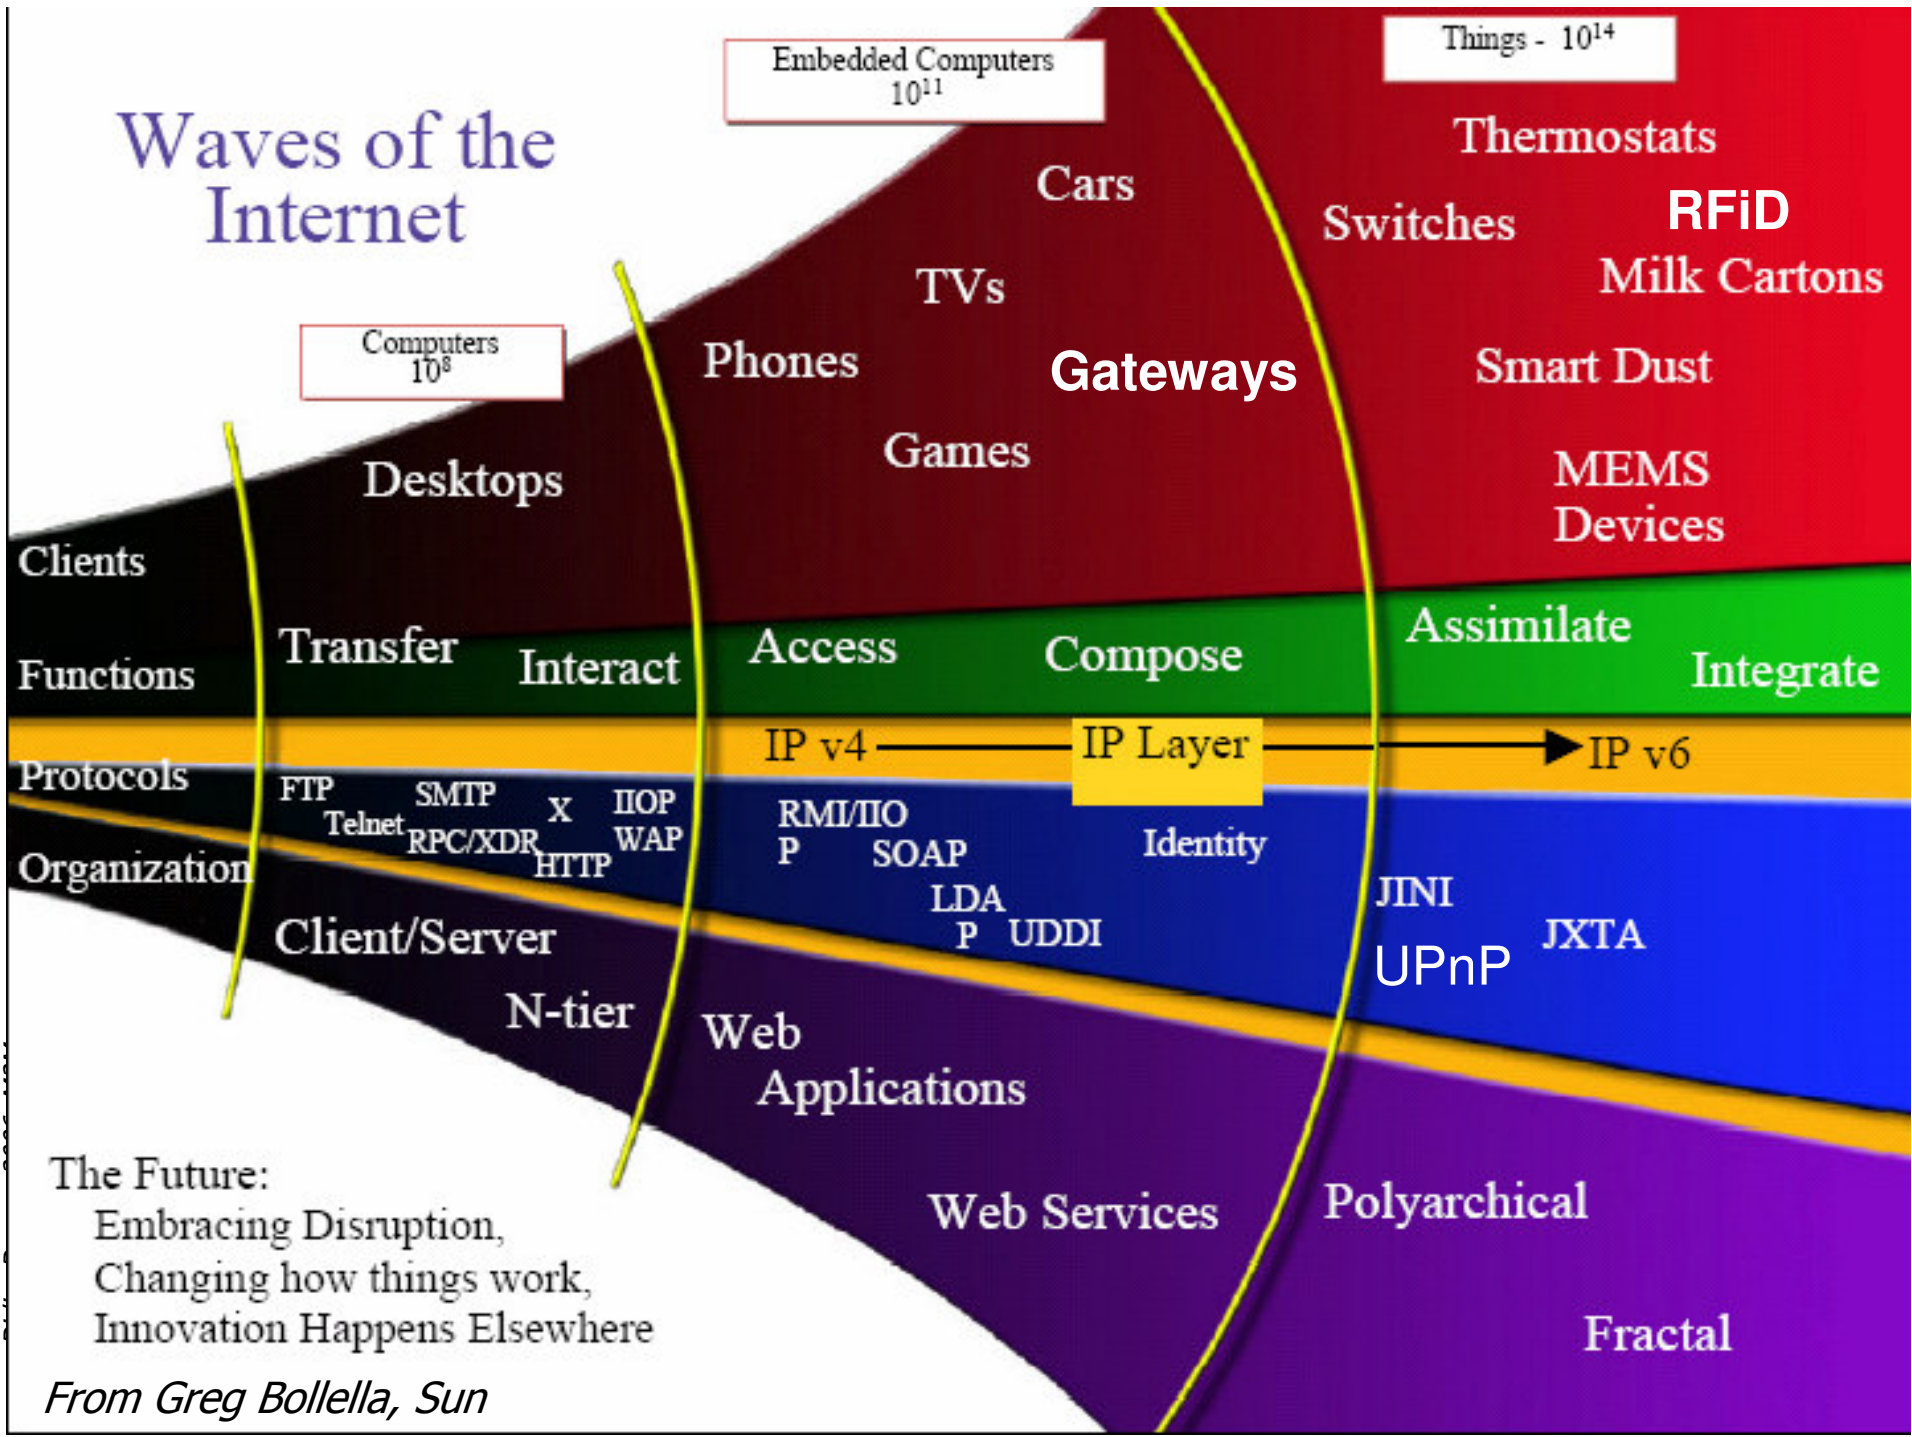 Waves of the
Internet
Computers
10⁸
Embedded Computers
10¹¹
Things - 10¹⁴
Clients
Desktops
Phones
TVs
Cars
Gateways
Games
Thermostats
Switches
RFiD
Milk Cartons
Smart Dust
MEMS
Devices
Functions
Transfer
Interact
Access
Compose
Assimilate
Integrate
IP v4
IP Layer
IP v6
Protocols
FTP
Telnet
SMTP
RPC/XDR
X
HTTP
IIOP
WAP
RMI/IIO
P
SOAP
LDA
P
UDDI
Identity
JINI
UPnP
JXTA
Organization
Client/Server
N-tier
Web
Applications
Web Services
Polyarchical
Fractal
The Future:
Embracing Disruption,
Changing how things work,
Innovation Happens Elsewhere
From Greg Bollella, Sun